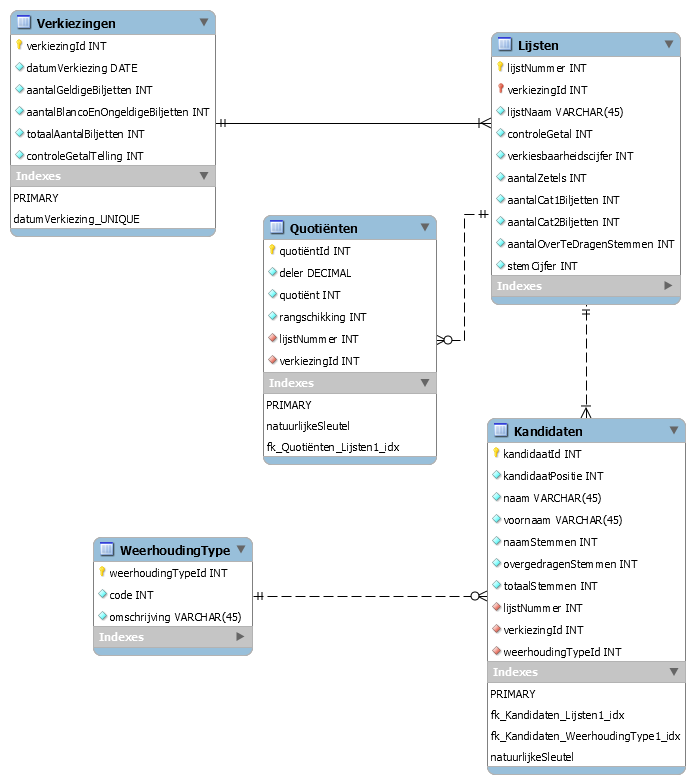 Verkiezingen
verkiezingId INT
datumVerkiezing DATE
aantalGeldigeBiljetten INT
aantalBlancoEnOngeldigeBiljetten INT
totaalAantalBiljetten INT
controleGetalTelling INT
Indexes
PRIMARY
datumVerkiezing_UNIQUE
Lijsten
lijstNummer INT
verkiezingId INT
lijstNaam VARCHAR(45)
controleGetal INT
verkiesbaarheidscijfer INT
aantalZetels INT
aantalCat1Biljetten INT
aantalCat2Biljetten INT
aantalOverTeDragenStemmen INT
stemCijfer INT
Indexes
Quotiënten
quotiëntId INT
deler DECIMAL
quotiënt INT
rangschikking INT
lijstNummer INT
verkiezingId INT
Indexes
PRIMARY
natuurlijkeSleutel
fk_Quotiënten_Lijsten1_idx
Kandidaten
kandidaatId INT
kandidaatPositie INT
naam VARCHAR(45)
voornaam VARCHAR(45)
naamStemmen INT
overgedragenStemmen INT
totaalStemmen INT
lijstNummer INT
verkiezingId INT
weerhoudingTypeId INT
Indexes
PRIMARY
fk_Kandidaten_Lijsten1_idx
fk_Kandidaten_WeerhoudingType1_idx
natuurlijkeSleutel
WeerhoudingType
weerhoudingTypeId INT
code INT
omschrijving VARCHAR(45)
Indexes